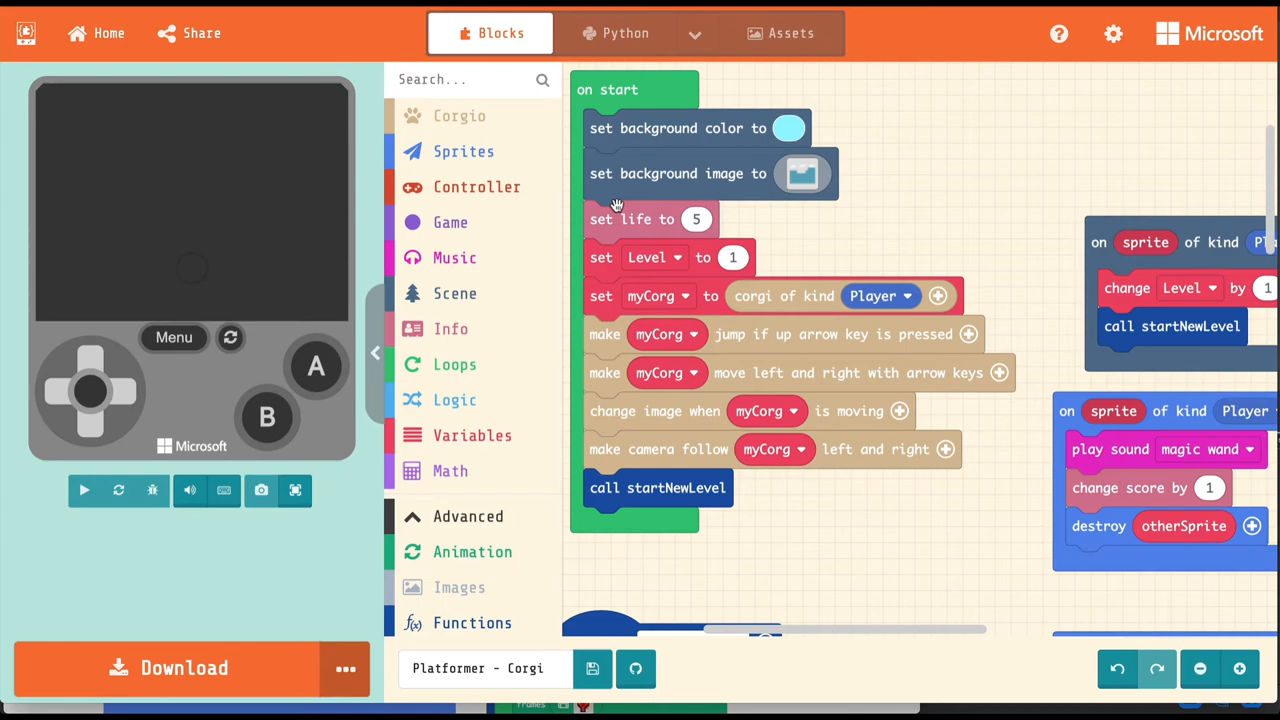 Home
Share
Blocks
Python
Assets
Microsoft
Search...
Corgio
Sprites
Controller
Game
Music
Scene
Info
Loops
Logic
Variables
Math
Advanced
Animation
Images
Functions
on start
set background color to
set background image to
set life to 5
set Level to 1
set myCorg to corgi of kind Player
make myCorg jump if up arrow key is pressed
make myCorg move left and right with arrow keys
change image when myCorg is moving
make camera follow myCorg left and right
call startNewLevel
on sprite of kind Pl
change Level by 1
call startNewLevel
on sprite of kind Player
play sound magic wand
change score by 1
destroy otherSprite
Menu
A
B
Microsoft
Download
Platformer - Corgi
frames